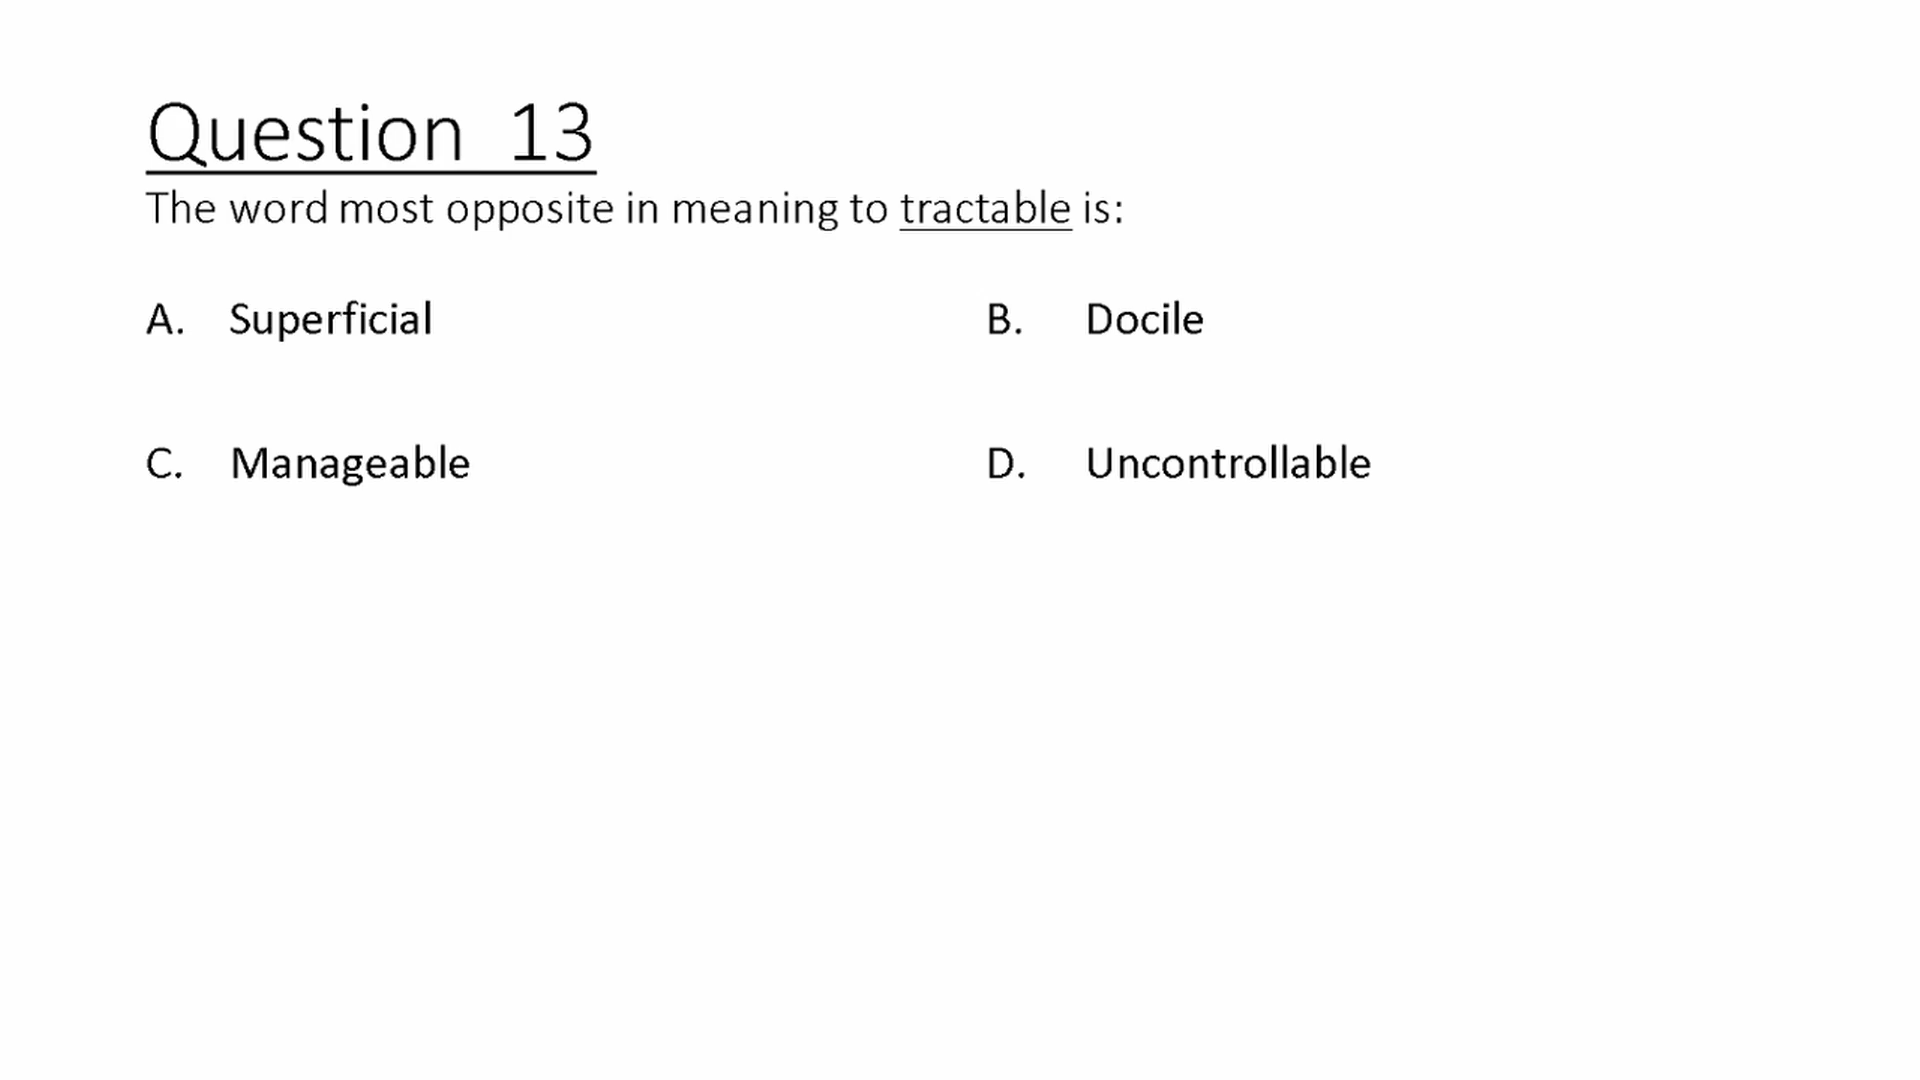 Question 13
The word most opposite in meaning to tractable is:
A. Superficial B. Docile
C. Manageable D. Uncontrollable